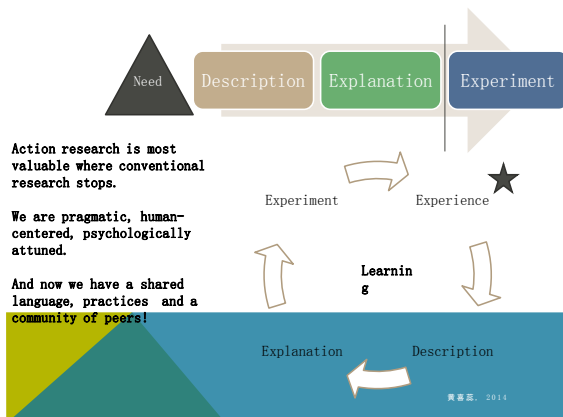 Need
Description
Explanation
Experiment
Action research is most
valuable where conventional
research stops.
We are pragmatic, human-
centered, psychologically
attuned.
And now we have a shared
language, practices and a
community of peers!
Experiment
Experience
Learnin
g
Explanation
Description
黄喜蕊, 2014